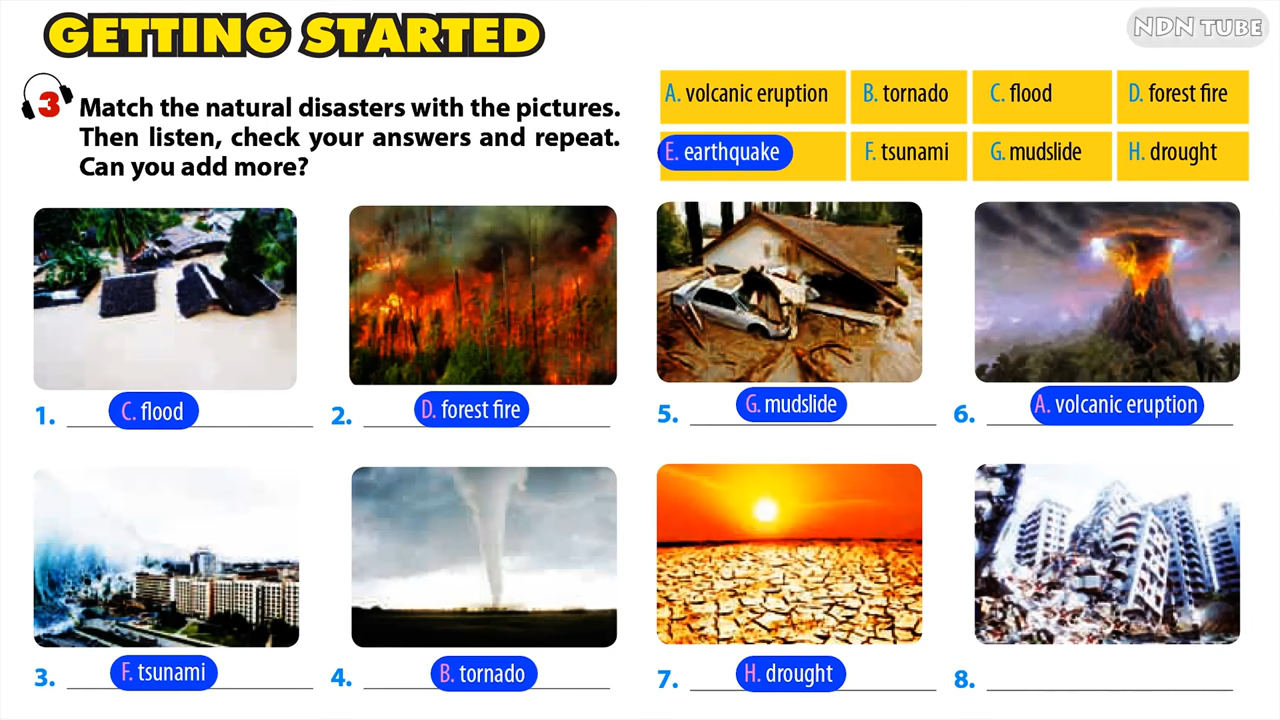 GETTING STARTED
NDN TUBE
3 Match the natural disasters with the pictures.
Then listen, check your answers and repeat.
Can you add more?
A. volcanic eruption B. tornado C. flood D. forest fire
E. earthquake F. tsunami G. mudslide H. drought
1. C. flood
2. D. forest fire
5. G. mudslide
6. A. volcanic eruption
3. F. tsunami
4. B. tornado
7. H. drought
8.